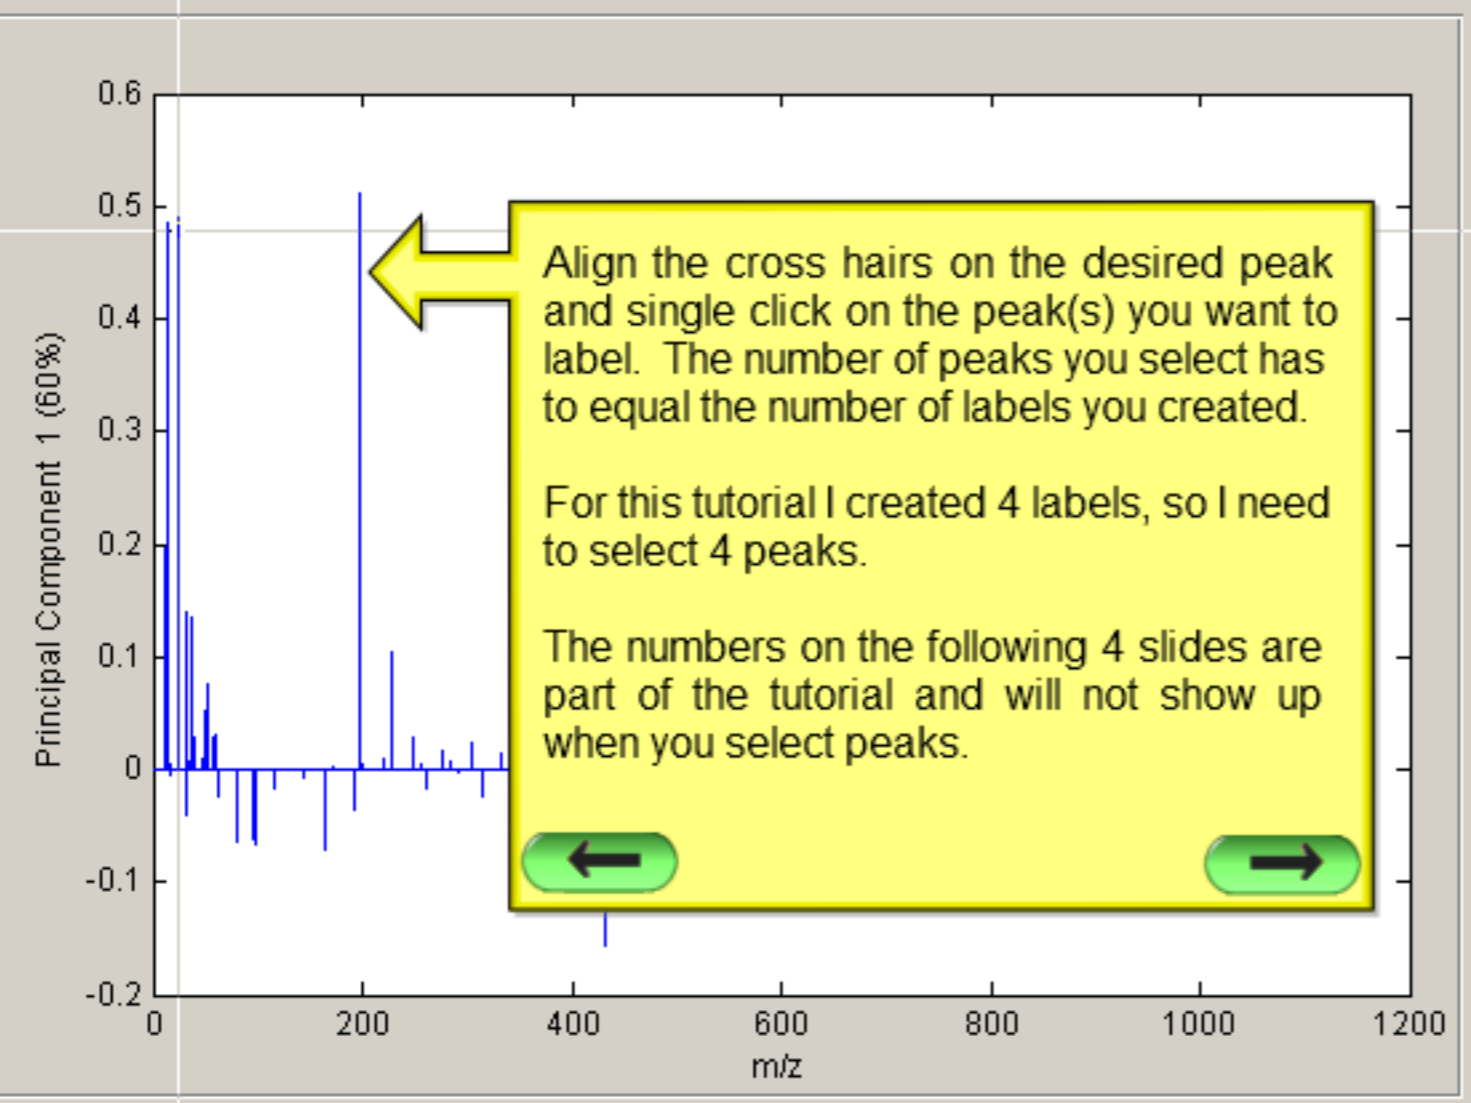 0.6
0.5
0.4
0.3
0.2
0.1
0
-0.1
-0.2
Principal Component 1 (60%)
Align the cross hairs on the desired peak
and single click on the peak(s) you want to
label. The number of peaks you select has
to equal the number of labels you created.
For this tutorial I created 4 labels, so I need
to select 4 peaks.
The numbers on the following 4 slides are
part of the tutorial and will not show up
when you select peaks.
0 200 400 600 800 1000 1200
m/z